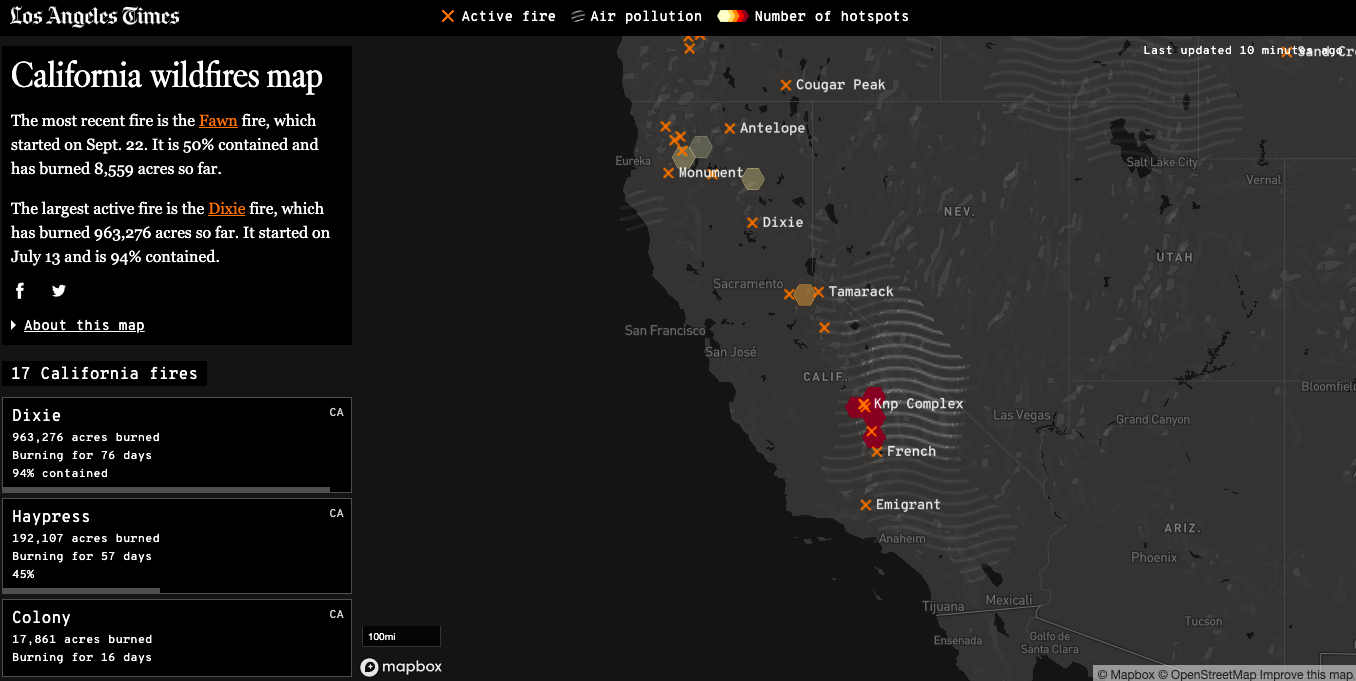 Los Angeles Times
Active fire
Air pollution
Number of hotspots
California wildfires map
The most recent fire is the Fawn fire, which
started on Sept. 22. It is 50% contained and
has burned 8,559 acres so far.
The largest active fire is the Dixie fire, which
has burned 963,276 acres so far. It started on
July 13 and is 94% contained.
About this map
17 California fires
Dixie
CA
963,276 acres burned
Burning for 76 days
94% contained
Haypress
CA
192,107 acres burned
Burning for 57 days
45%
Colony
CA
17,861 acres burned
Burning for 16 days
Last updated 10 minutes ago
Sand Cr
Cougar Peak
Antelope
Eureka
Monument
Salt Lake City
Vernal
NEV.
Dixie
UTAH
Sacramento
Tamarack
San Francisco
San José
CALIF.
Bloomfield
Knp Complex
Las Vegas
Grand Canyon
French
Emigrant
ARIZ.
Anaheim
Phoenix
Tijuana
Mexicali
Tucson
Ensenada
Golfo de
Santa Clara
100mi
mapbox
© Mapbox © OpenStreetMap Improve this map